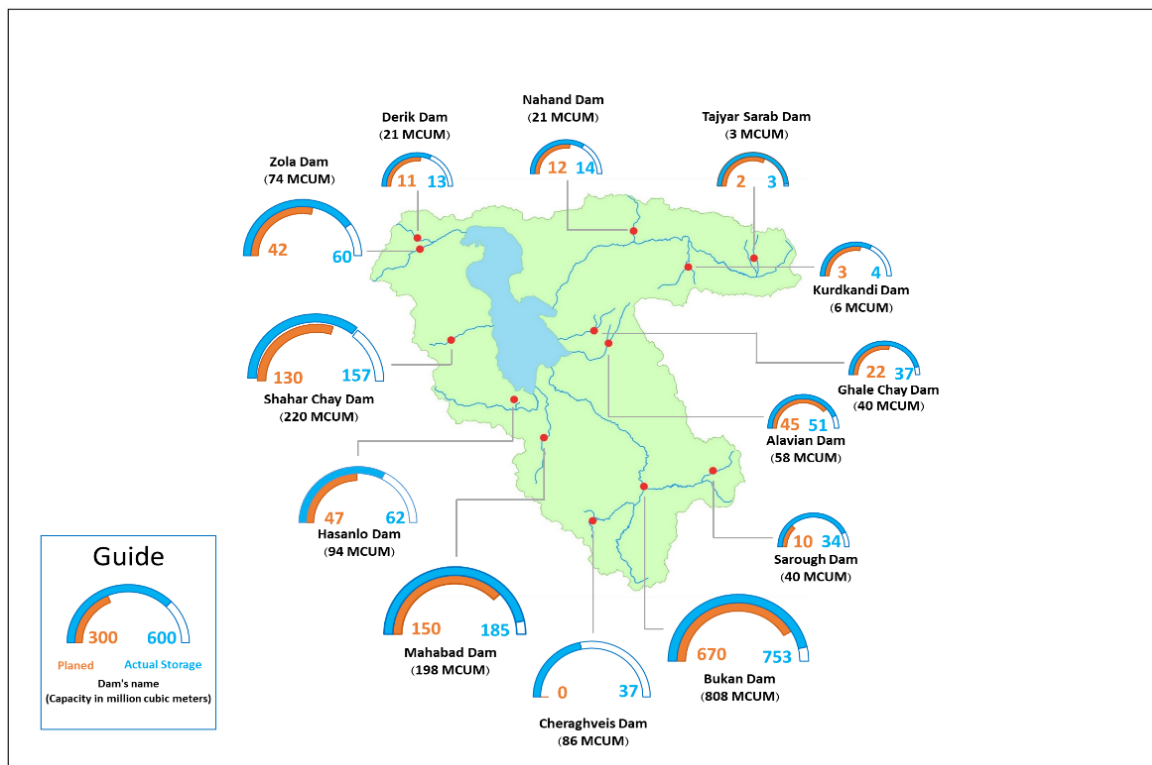 Nahand Dam
(21 MCUM)
12 14
Derik Dam
(21 MCUM)
11 13
Tajyar Sarab Dam
(3 MCUM)
2 3
Zola Dam
(74 MCUM)
42 60
3 4
Kurdkandi Dam
(6 MCUM)
130 157
Shahar Chay Dam
(220 MCUM)
22 37
Ghale Chay Dam
(40 MCUM)
45 51
Alavian Dam
(58 MCUM)
47 62
Hasanlo Dam
(94 MCUM)
10 34
Sarough Dam
(40 MCUM)
150 185
Mahabad Dam
(198 MCUM)
670 753
Bukan Dam
(808 MCUM)
0 37
Cheraghveis Dam
(86 MCUM)
Guide
300 600
Planed Actual Storage
Dam's name
(Capacity in million cubic meters)